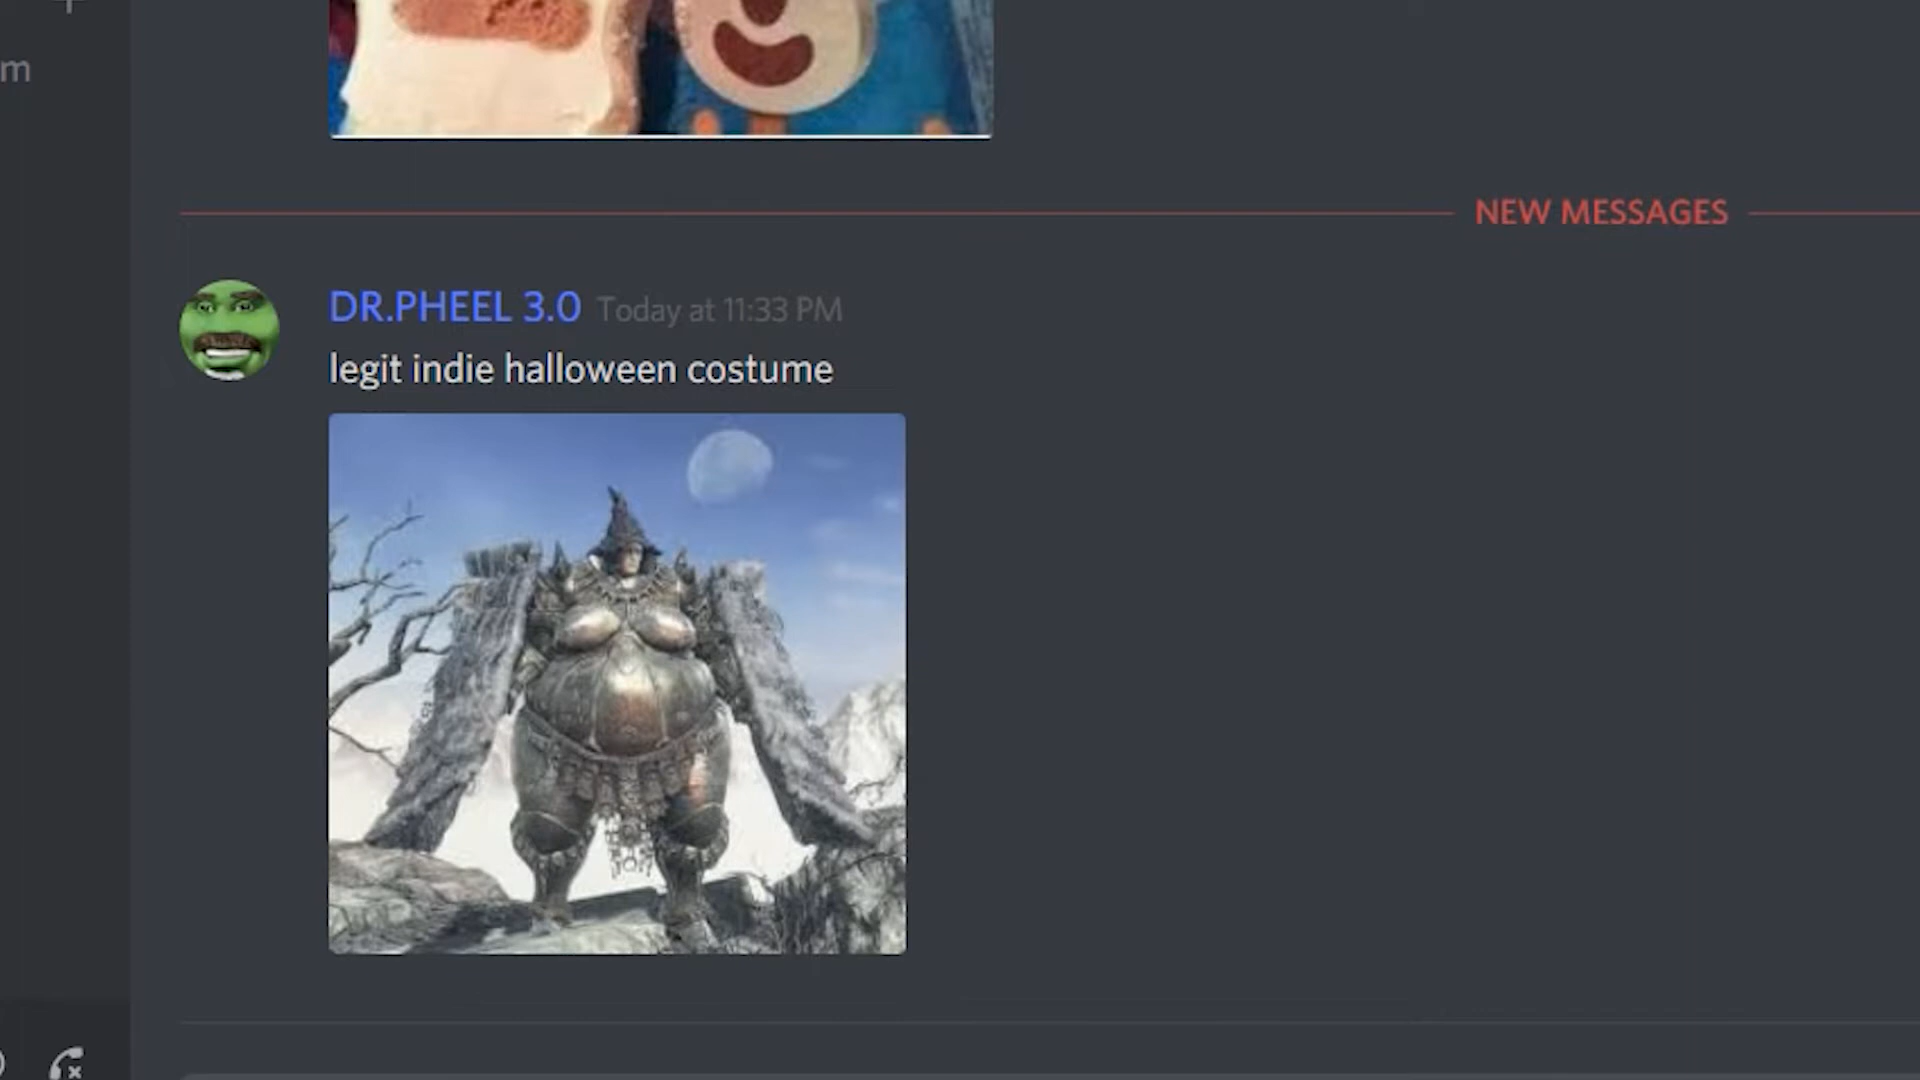 m
NEW MESSAGES
DR.PHEEL 3.0 Today at 11:33 PM
legit indie halloween costume